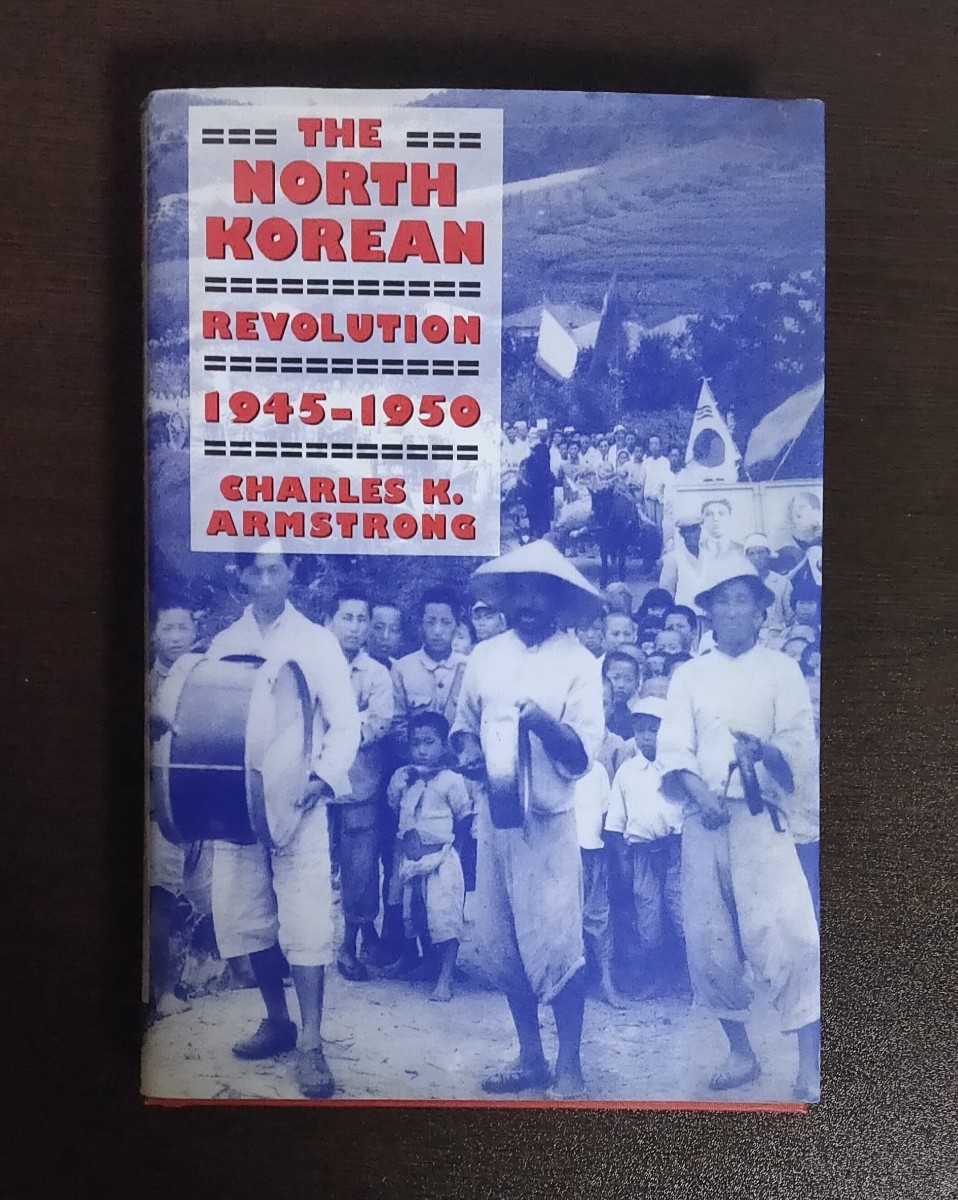 THE
NORTH
KOREAN
REVOLUTION
1945-1950
CHARLES K.
ARMSTRONG